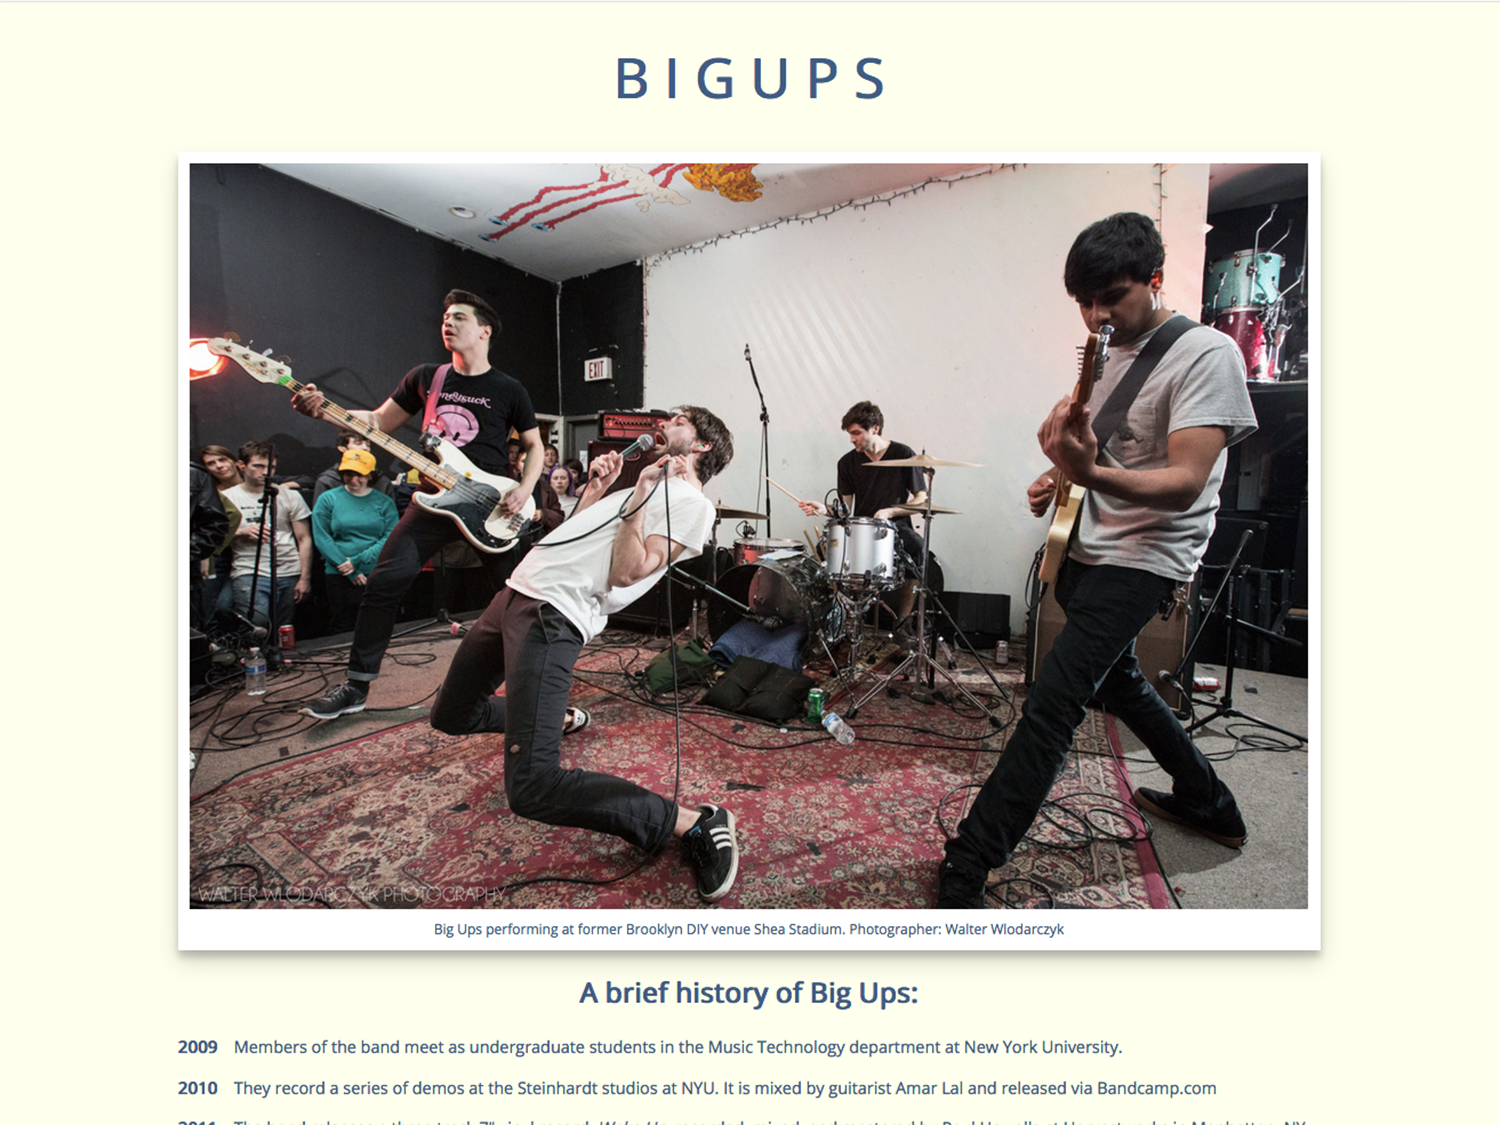 BIGUPS
EXIT
WALTER WLODARCZYK PHOTOGRAPHY
Big Ups performing at former Brooklyn DIY venue Shea Stadium. Photographer: Walter Wlodarczyk
A brief history of Big Ups:
2009 Members of the band meet as undergraduate students in the Music Technology department at New York University.
2010 They record a series of demos at the Steinhardt studios at NYU. It is mixed by guitarist Amar Lal and released via Bandcamp.com